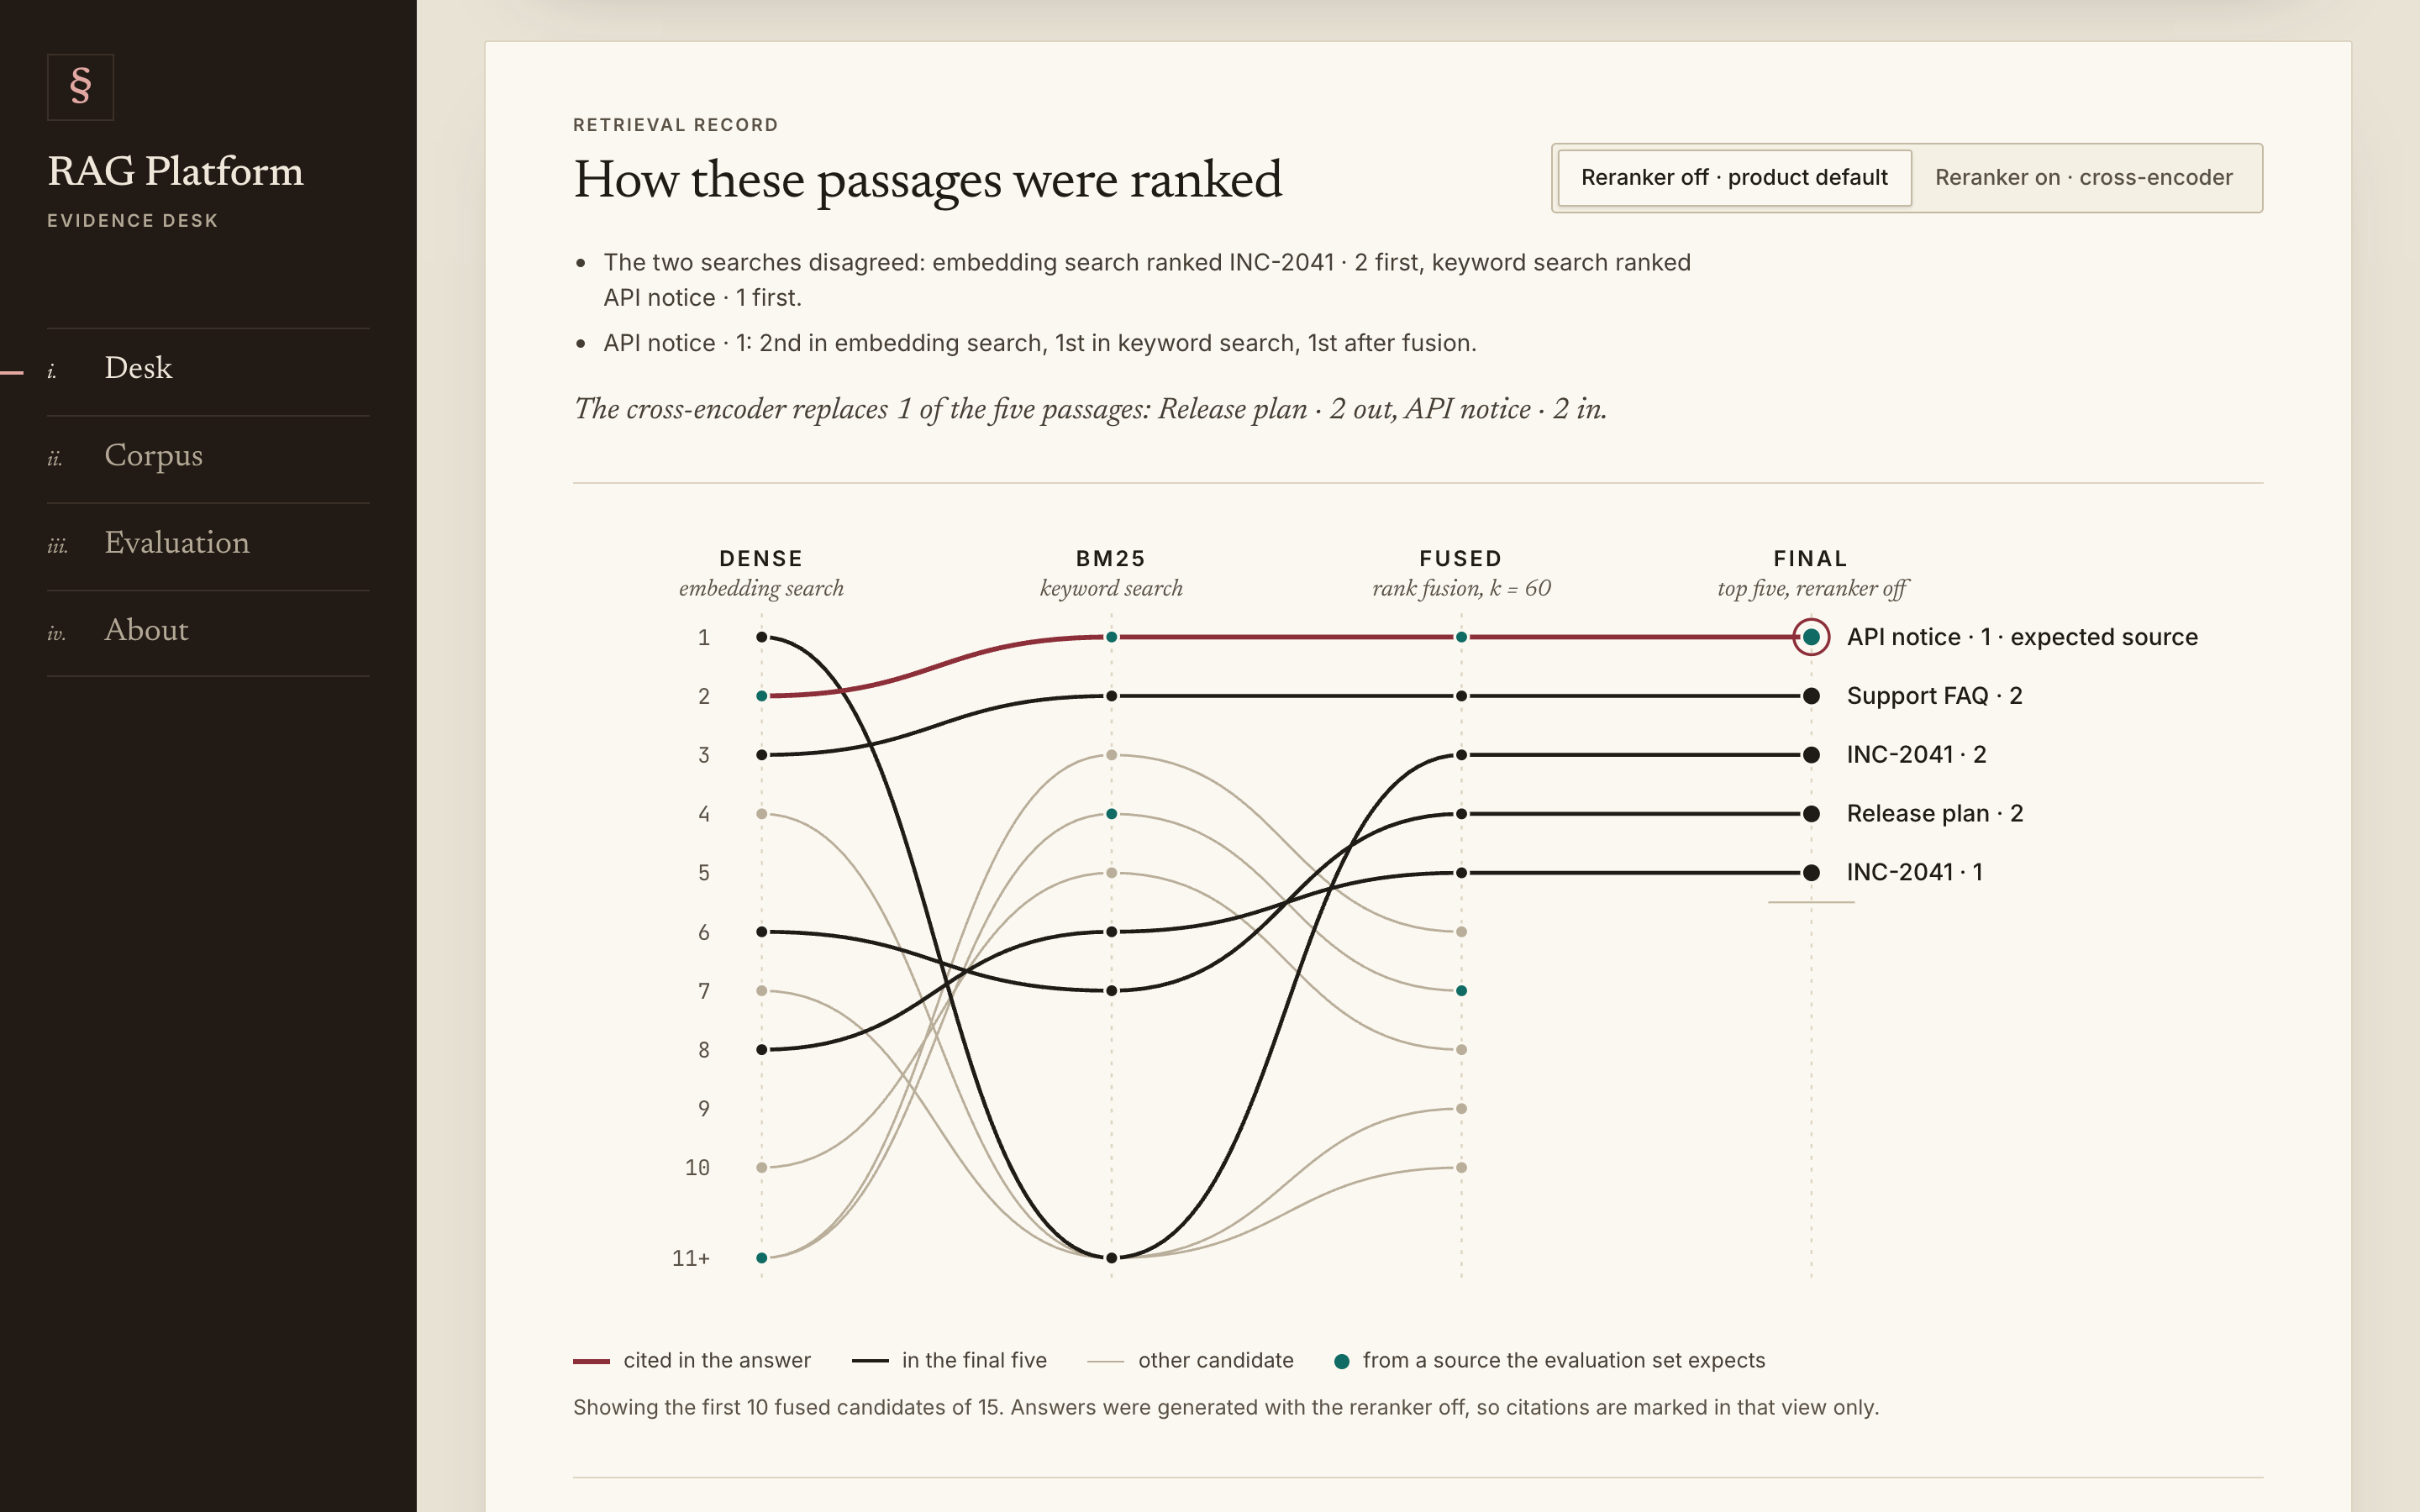 §
RAG Platform
EVIDENCE DESK
i. Desk
ii. Corpus
iii. Evaluation
iv. About
RETRIEVAL RECORD
How these passages were ranked
Reranker off · product default
Reranker on · cross-encoder
• The two searches disagreed: embedding search ranked INC-2041 · 2 first, keyword search ranked
API notice · 1 first.
• API notice · 1: 2nd in embedding search, 1st in keyword search, 1st after fusion.
The cross-encoder replaces 1 of the five passages: Release plan · 2 out, API notice · 2 in.
DENSE
embedding search
BM25
keyword search
FUSED
rank fusion, k = 60
FINAL
top five, reranker off
1
2
3
4
5
6
7
8
9
10
11+
API notice · 1 · expected source
Support FAQ · 2
INC-2041 · 2
Release plan · 2
INC-2041 · 1
cited in the answer
in the final five
other candidate
from a source the evaluation set expects
Showing the first 10 fused candidates of 15. Answers were generated with the reranker off, so citations are marked in that view only.